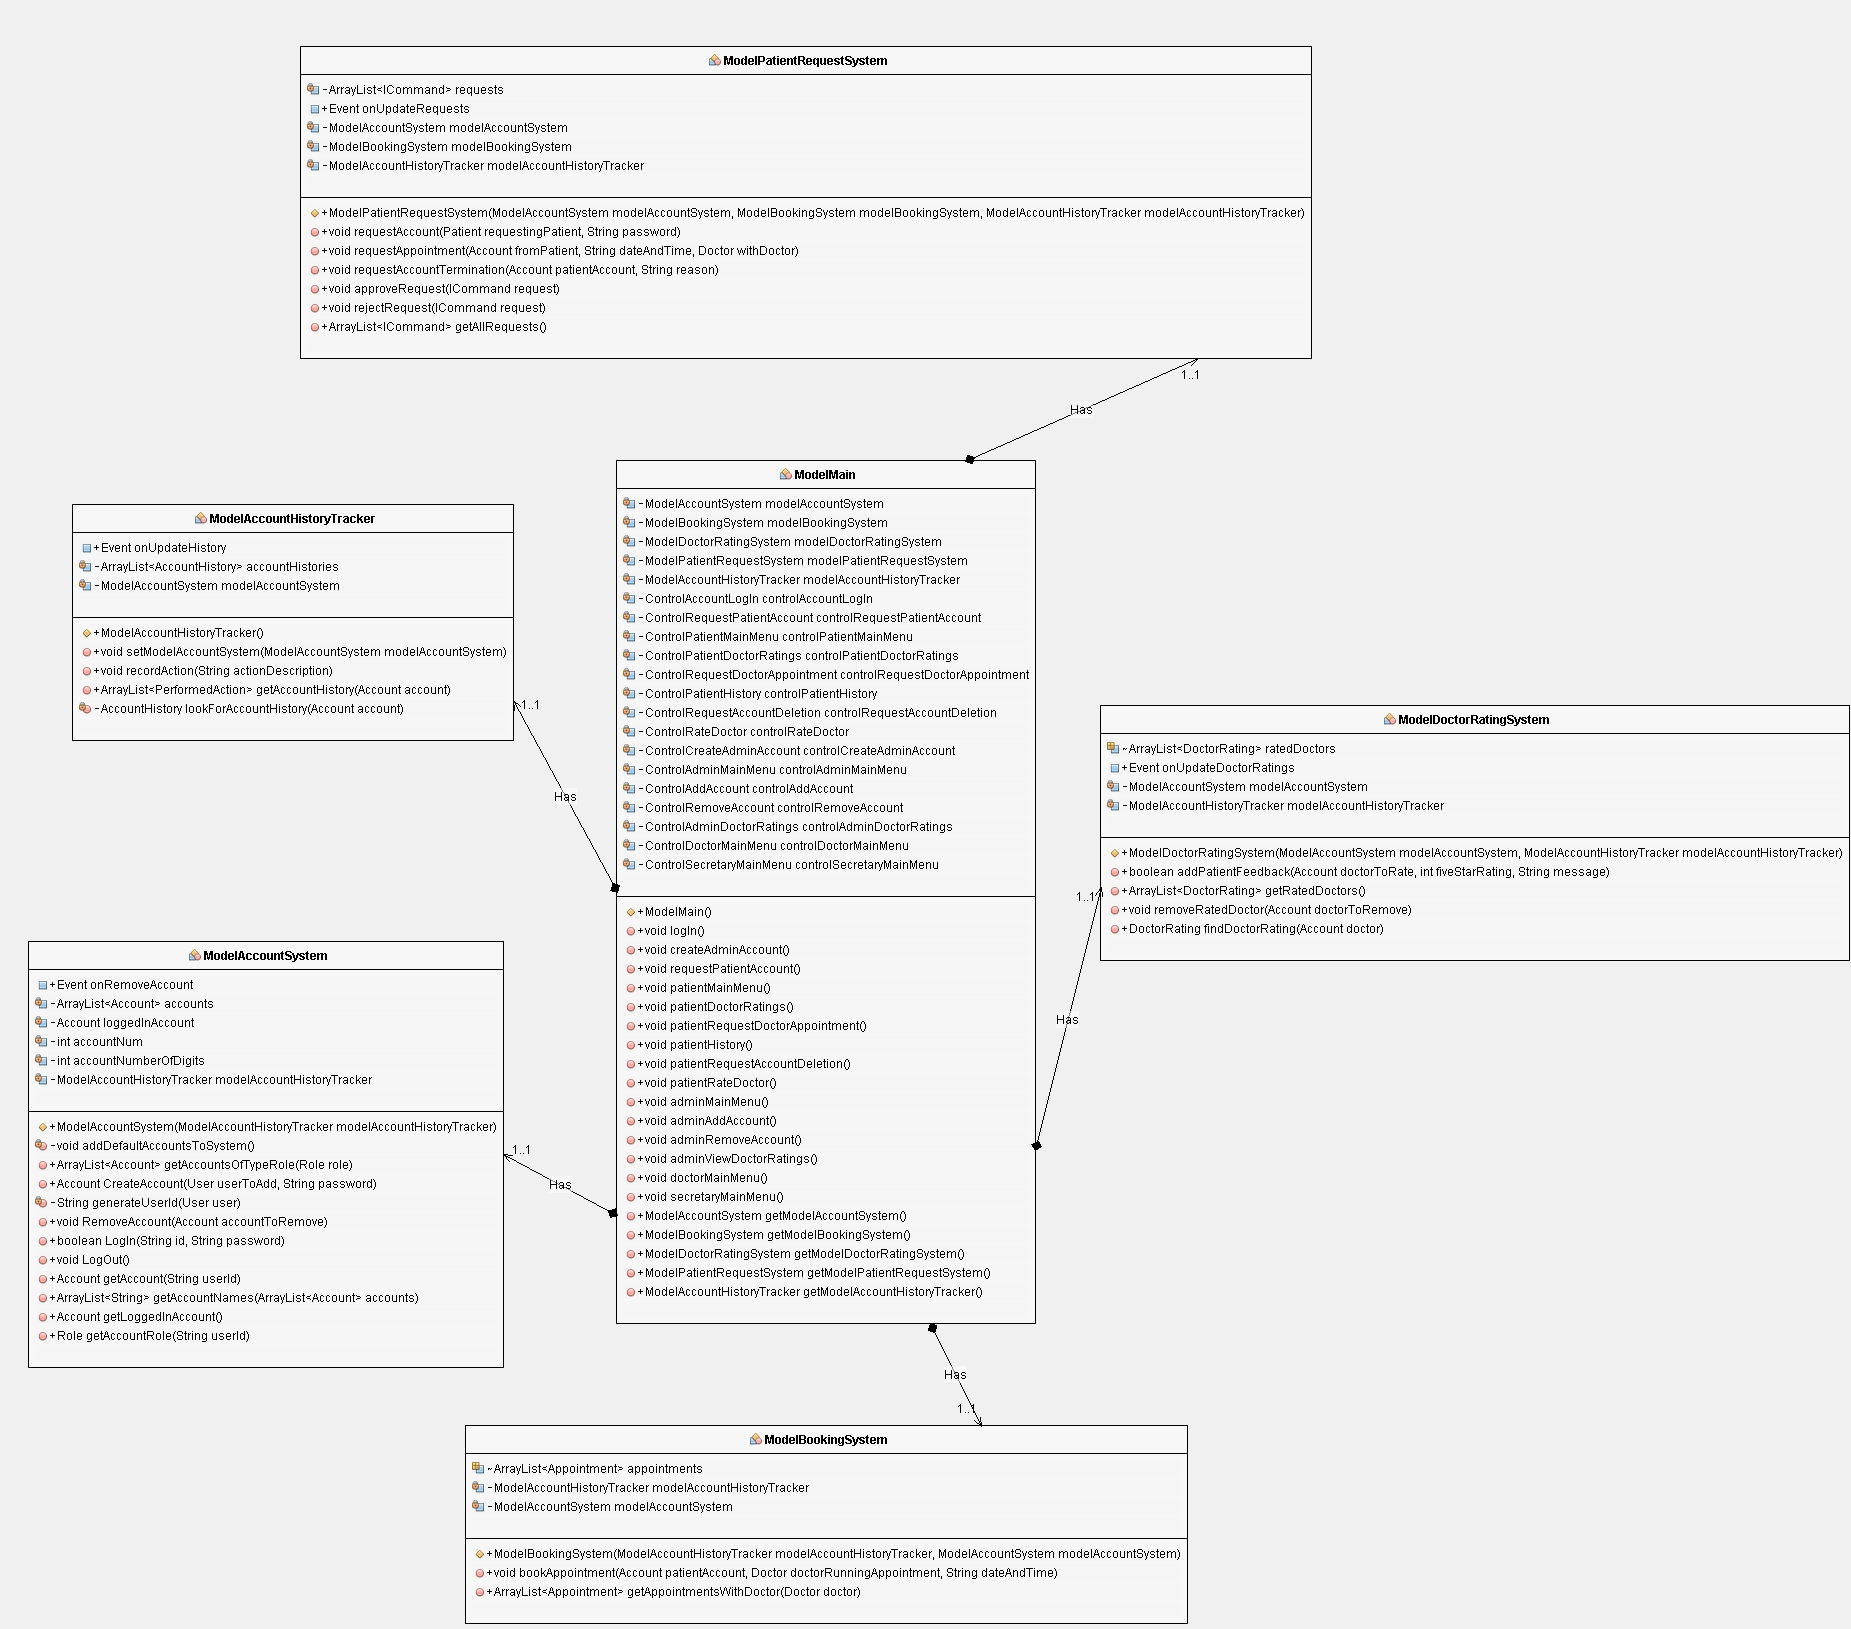 ModelPatientRequestSystem
-ArrayList<ICommand> requests
+Event onUpdateRequests
-ModelAccountSystem modelAccountSystem
-ModelBookingSystem modelBookingSystem
-ModelAccountHistoryTracker modelAccountHistoryTracker
+ModelPatientRequestSystem(ModelAccountSystem modelAccountSystem, ModelBookingSystem modelBookingSystem, ModelAccountHistoryTracker modelAccountHistoryTracker)
+void requestAccount(Patient requestingPatient, String password)
+void requestAppointment(Account fromPatient, String dateAndTime, Doctor withDoctor)
+void requestAccountTermination(Account patientAccount, String reason)
+void approveRequest(ICommand request)
+void rejectRequest(ICommand request)
+ArrayList<ICommand> getAllRequests()
1..1
Has
ModelMain
-ModelAccountSystem modelAccountSystem
-ModelBookingSystem modelBookingSystem
-ModelDoctorRatingSystem modelDoctorRatingSystem
-ModelPatientRequestSystem modelPatientRequestSystem
-ModelAccountHistoryTracker modelAccountHistoryTracker
-ControlAccountLogIn controlAccountLogIn
-ControlRequestPatientAccount controlRequestPatientAccount
-ControlPatientMainMenu controlPatientMainMenu
-ControlPatientDoctorRatings controlPatientDoctorRatings
-ControlRequestDoctorAppointment controlRequestDoctorAppointment
-ControlPatientHistory controlPatientHistory
-ControlRequestAccountDeletion controlRequestAccountDeletion
-ControlRateDoctor controlRateDoctor
-ControlCreateAdminAccount controlCreateAdminAccount
-ControlAdminMainMenu controlAdminMainMenu
-ControlAddAccount controlAddAccount
-ControlRemoveAccount controlRemoveAccount
-ControlAdminDoctorRatings controlAdminDoctorRatings
-ControlDoctorMainMenu controlDoctorMainMenu
-ControlSecretaryMainMenu controlSecretaryMainMenu
+ModelMain()
+void logIn()
+void createAdminAccount()
+void requestPatientAccount()
+void patientMainMenu()
+void patientDoctorRatings()
+void patientRequestDoctorAppointment()
+void patientHistory()
+void patientRequestAccountDeletion()
+void patientRateDoctor()
+void adminMainMenu()
+void adminAddAccount()
+void adminRemoveAccount()
+void adminViewDoctorRatings()
+void doctorMainMenu()
+void secretaryMainMenu()
+ModelAccountSystem getModelAccountSystem()
+ModelBookingSystem getModelBookingSystem()
+ModelDoctorRatingSystem getModelDoctorRatingSystem()
+ModelPatientRequestSystem getModelPatientRequestSystem()
+ModelAccountHistoryTracker getModelAccountHistoryTracker()
ModelAccountHistoryTracker
+Event onUpdateHistory
-ArrayList<AccountHistory> accountHistories
-ModelAccountSystem modelAccountSystem
+ModelAccountHistoryTracker()
+void setModelAccountSystem(ModelAccountSystem modelAccountSystem)
+void recordAction(String actionDescription)
+ArrayList<PerformedAction> getAccountHistory(Account account)
-AccountHistory lookForAccountHistory(Account account)
1..1
Has
ModelDoctorRatingSystem
~ArrayList<DoctorRating> ratedDoctors
+Event onUpdateDoctorRatings
-ModelAccountSystem modelAccountSystem
-ModelAccountHistoryTracker modelAccountHistoryTracker
+ModelDoctorRatingSystem(ModelAccountSystem modelAccountSystem, ModelAccountHistoryTracker modelAccountHistoryTracker)
+boolean addPatientFeedback(Account doctorToRate, int fiveStarRating, String message)
+ArrayList<DoctorRating> getRatedDoctors()
+void removeRatedDoctor(Account doctorToRemove)
+DoctorRating findDoctorRating(Account doctor)
1..1
Has
ModelAccountSystem
+Event onRemoveAccount
-ArrayList<Account> accounts
-Account loggedInAccount
-int accountNum
-int accountNumberOfDigits
-ModelAccountHistoryTracker modelAccountHistoryTracker
+ModelAccountSystem(ModelAccountHistoryTracker modelAccountHistoryTracker)
-void addDefaultAccountsToSystem()
+ArrayList<Account> getAccountsOfTypeRole(Role role)
+Account CreateAccount(User userToAdd, String password)
-String generateUserId(User user)
+void RemoveAccount(Account accountToRemove)
+boolean LogIn(String id, String password)
+void LogOut()
+Account getAccount(String userId)
+ArrayList<String> getAccountNames(ArrayList<Account> accounts)
+Account getLoggedInAccount()
+Role getAccountRole(String userId)
1..1
Has
Has
1..1
ModelBookingSystem
~ArrayList<Appointment> appointments
-ModelAccountHistoryTracker modelAccountHistoryTracker
-ModelAccountSystem modelAccountSystem
+ModelBookingSystem(ModelAccountHistoryTracker modelAccountHistoryTracker, ModelAccountSystem modelAccountSystem)
+void bookAppointment(Account patientAccount, Doctor doctorRunningAppointment, String dateAndTime)
+ArrayList<Appointment> getAppointmentsWithDoctor(Doctor doctor)